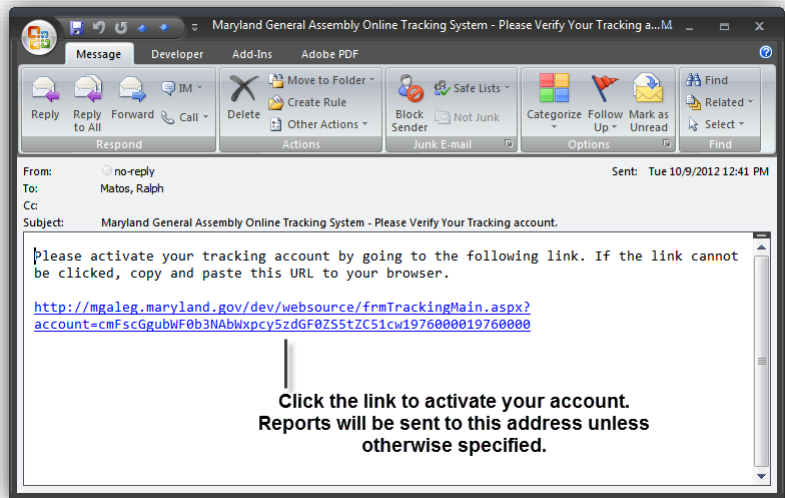 Maryland General Assembly Online Tracking System - Please Verify Your Tracking a...M
Message Developer Add-Ins Adobe PDF
Reply
Reply to All
Forward
IM
Call
Respond
Delete
Move to Folder
Create Rule
Other Actions
Actions
Block Sender
Safe Lists
Not Junk
Junk E-mail
Categorize
Follow Up
Mark as Unread
Options
Find
Related
Select
Find
From: no-reply Sent: Tue 10/9/2012 12:41 PM
To: Matos, Ralph
Cc:
Subject: Maryland General Assembly Online Tracking System - Please Verify Your Tracking account.
Please activate your tracking account by going to the following link. If the link cannot
be clicked, copy and paste this URL to your browser.
http://mgaleg.maryland.gov/dev/websource/frmTrackingMain.aspx?
account=cmFscGgubWF0b3NAbWxpcy5zdGF0ZS5tZC51cw1976000019760000
Click the link to activate your account.
Reports will be sent to this address unless
otherwise specified.